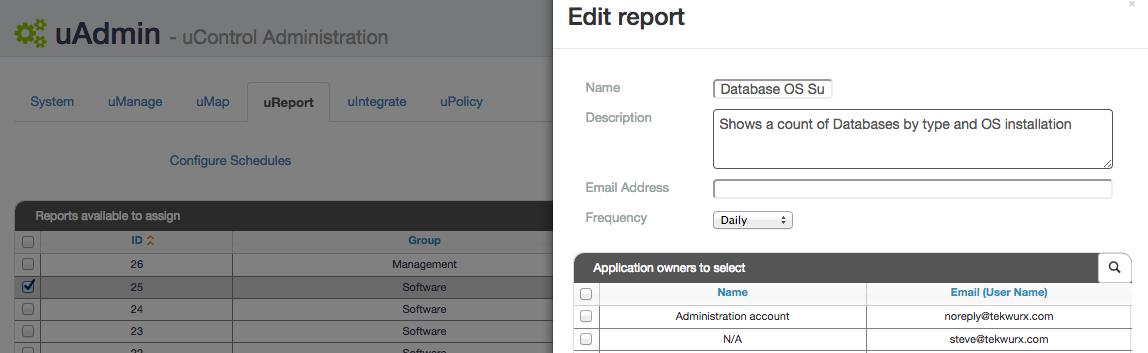 uAdmin - uControl Administration
System uManage uMap uReport uIntegrate uPolicy
Configure Schedules
Reports available to assign
ID Group
26 Management
25 Software
24 Software
23 Software
Software
Edit report
Name Database OS Su
Description Shows a count of Databases by type and OS installation
Email Address
Frequency Daily
Application owners to select
Name Email (User Name)
Administration account noreply@tekwurx.com
N/A steve@tekwurx.com